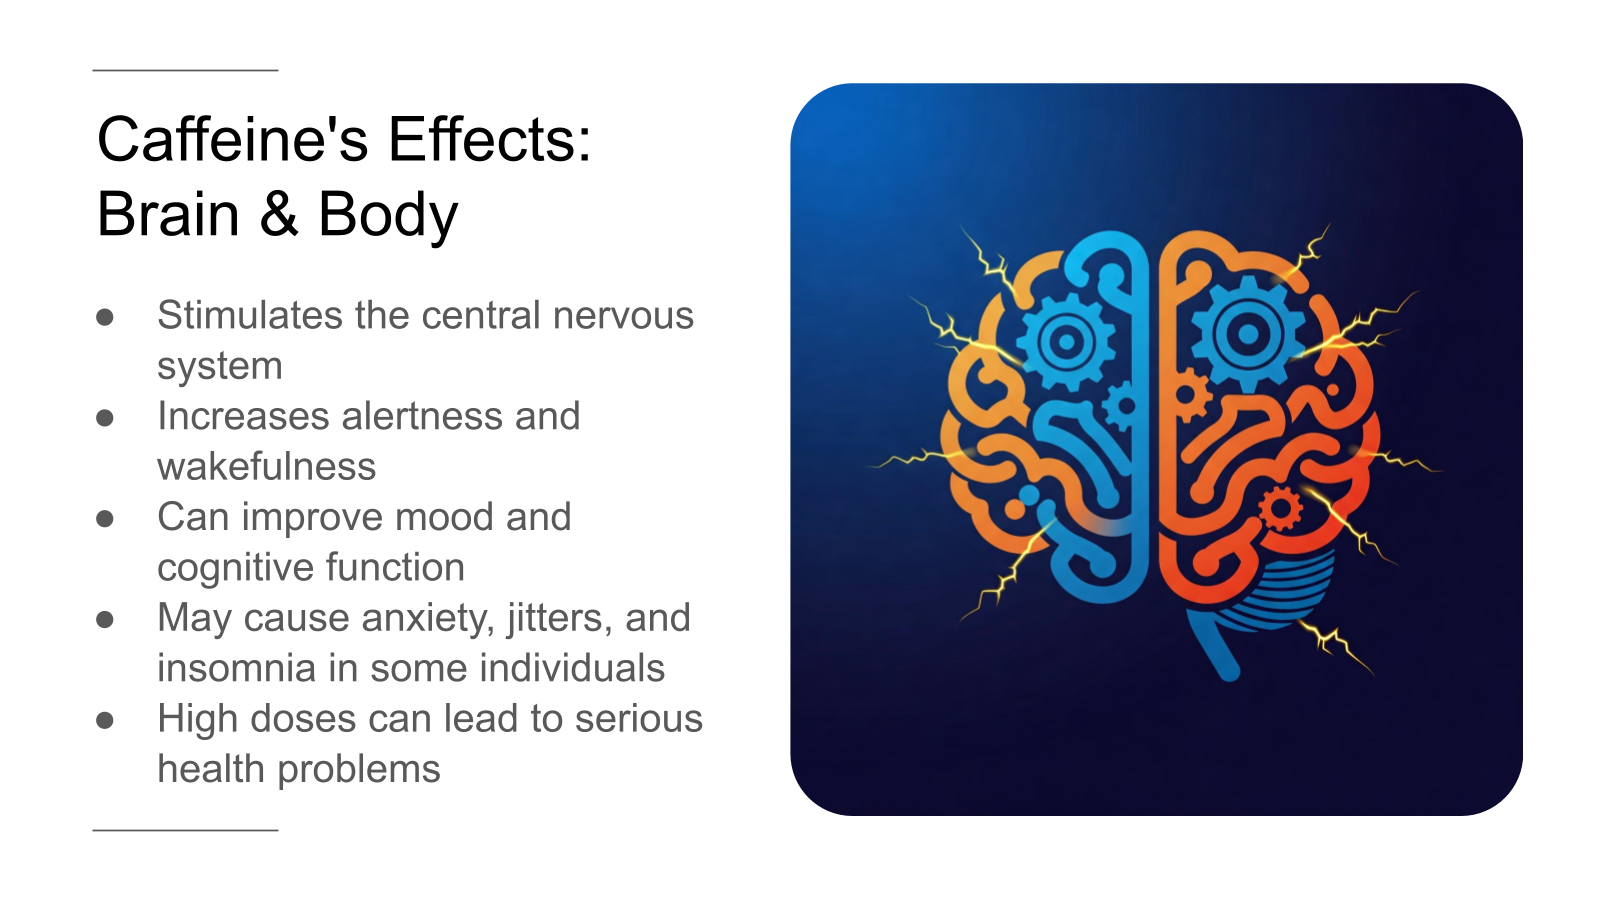 Caffeine's Effects:
Brain & Body
● Stimulates the central nervous
system
● Increases alertness and
wakefulness
● Can improve mood and
cognitive function
● May cause anxiety, jitters, and
insomnia in some individuals
● High doses can lead to serious
health problems